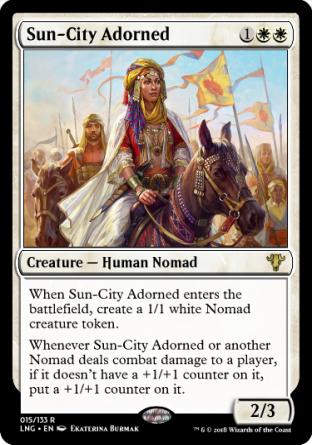 Sun-City Adorned 1
Creature — Human Nomad
When Sun-City Adorned enters the
battlefield, create a 1/1 white Nomad
creature token.
Whenever Sun-City Adorned or another
Nomad deals combat damage to a player,
if it doesn't have a +1/+1 counter on it,
put a +1/+1 counter on it.
2/3
015/133 R
LNG • EN Ekaterina Burmak
™ & © 2018 Wizards of the Coast